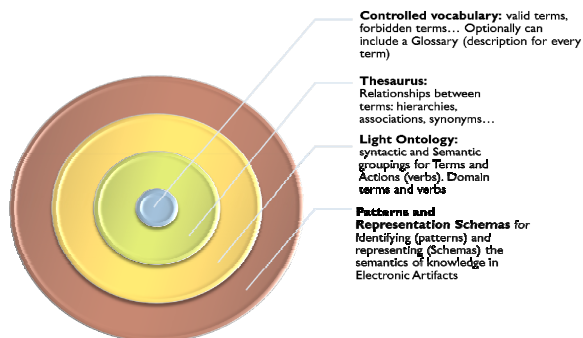 Controlled vocabulary: valid terms,
forbidden terms… Optionally can
include a Glossary (description for every
term)
Thesaurus:
Relationships between
terms: hierarchies,
associations, synonyms…
Light Ontology:
syntactic and Semantic
groupings for Terms and
Actions (verbs). Domain
terms and verbs
Patterns and
Representation Schemas for
Identifying (patterns) and
representing (Schemas) the
semantics of knowledge in
Electronic Artifacts